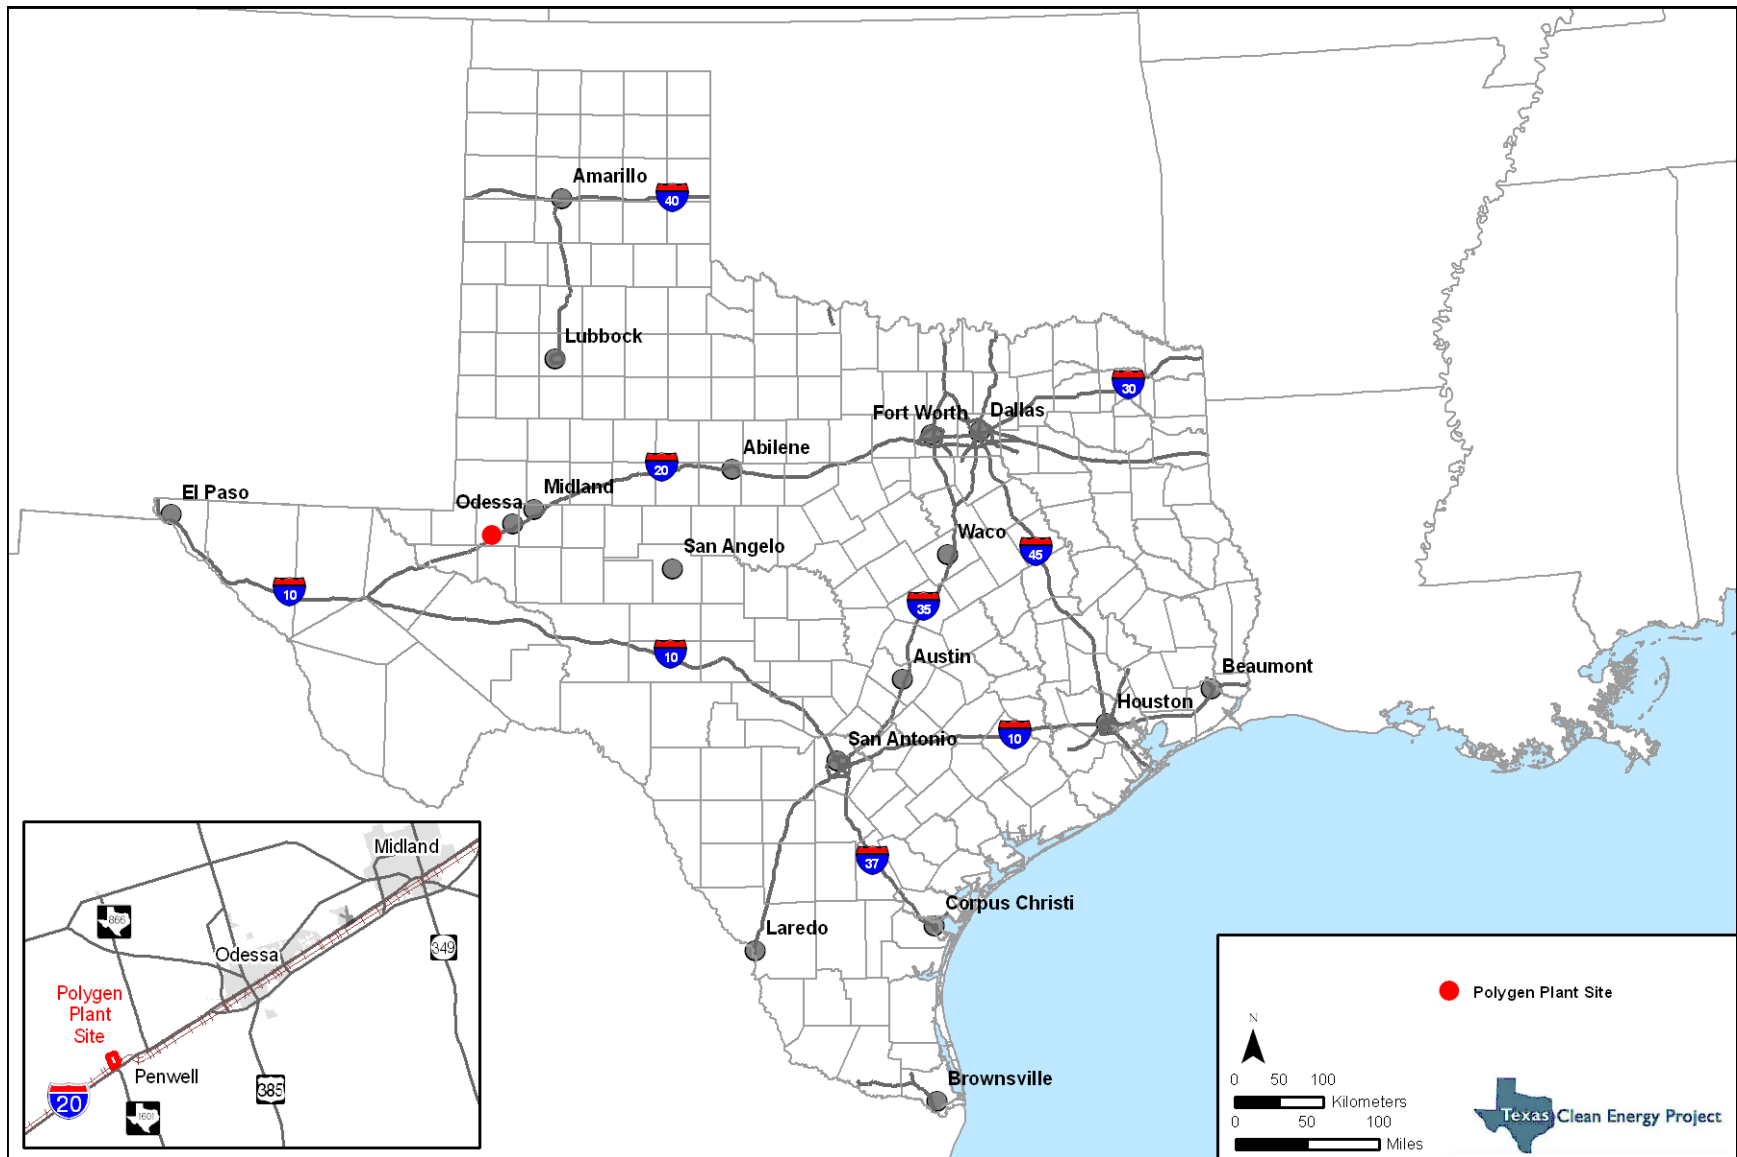 Amarillo
40
Lubbock
30
Fort Worth
Dallas
Abilene
20
Midland
Odessa
El Paso
San Angelo
Waco
45
10
35
10
Austin
Beaumont
Houston
San Antonio
10
37
Corpus Christi
Laredo
Brownsville
Midland
866
349
Odessa
Polygen
Plant
Site
Penwell
20
385
1601
Polygen Plant Site
N
0 50 100
Kilometers
0 50 100
Miles
Texas Clean Energy Project